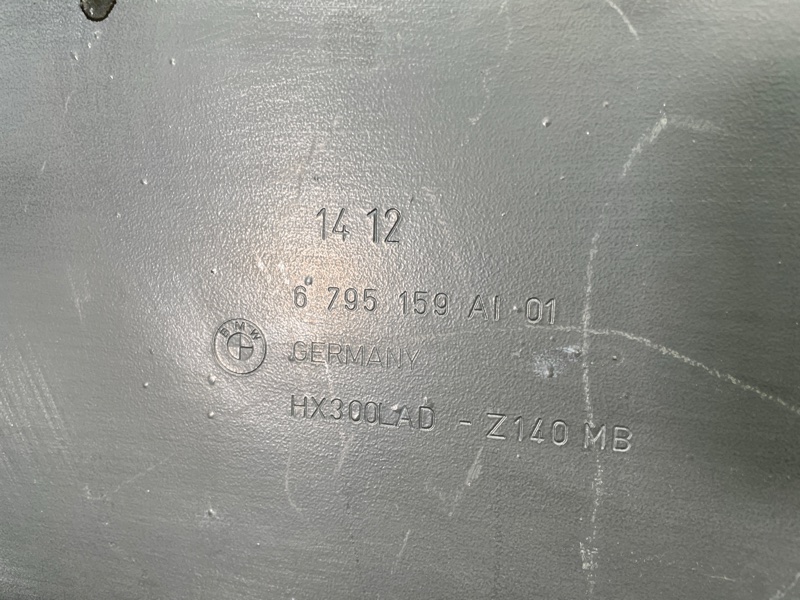 14 12
6 795 159 AI 01
BMW
GERMANY
HX300LAD - Z140 MB